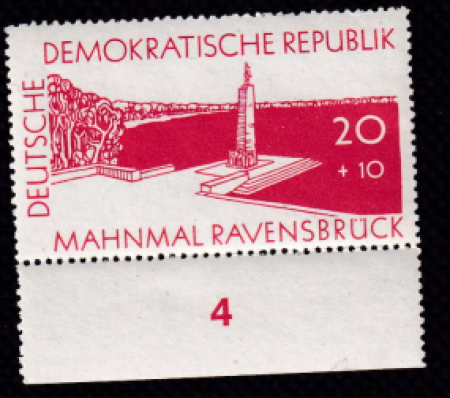 DEUTSCHE
DEMOKRATISCHE REPUBLIK
20
+ 10
MAHNMAL RAVENSBRÜCK
4